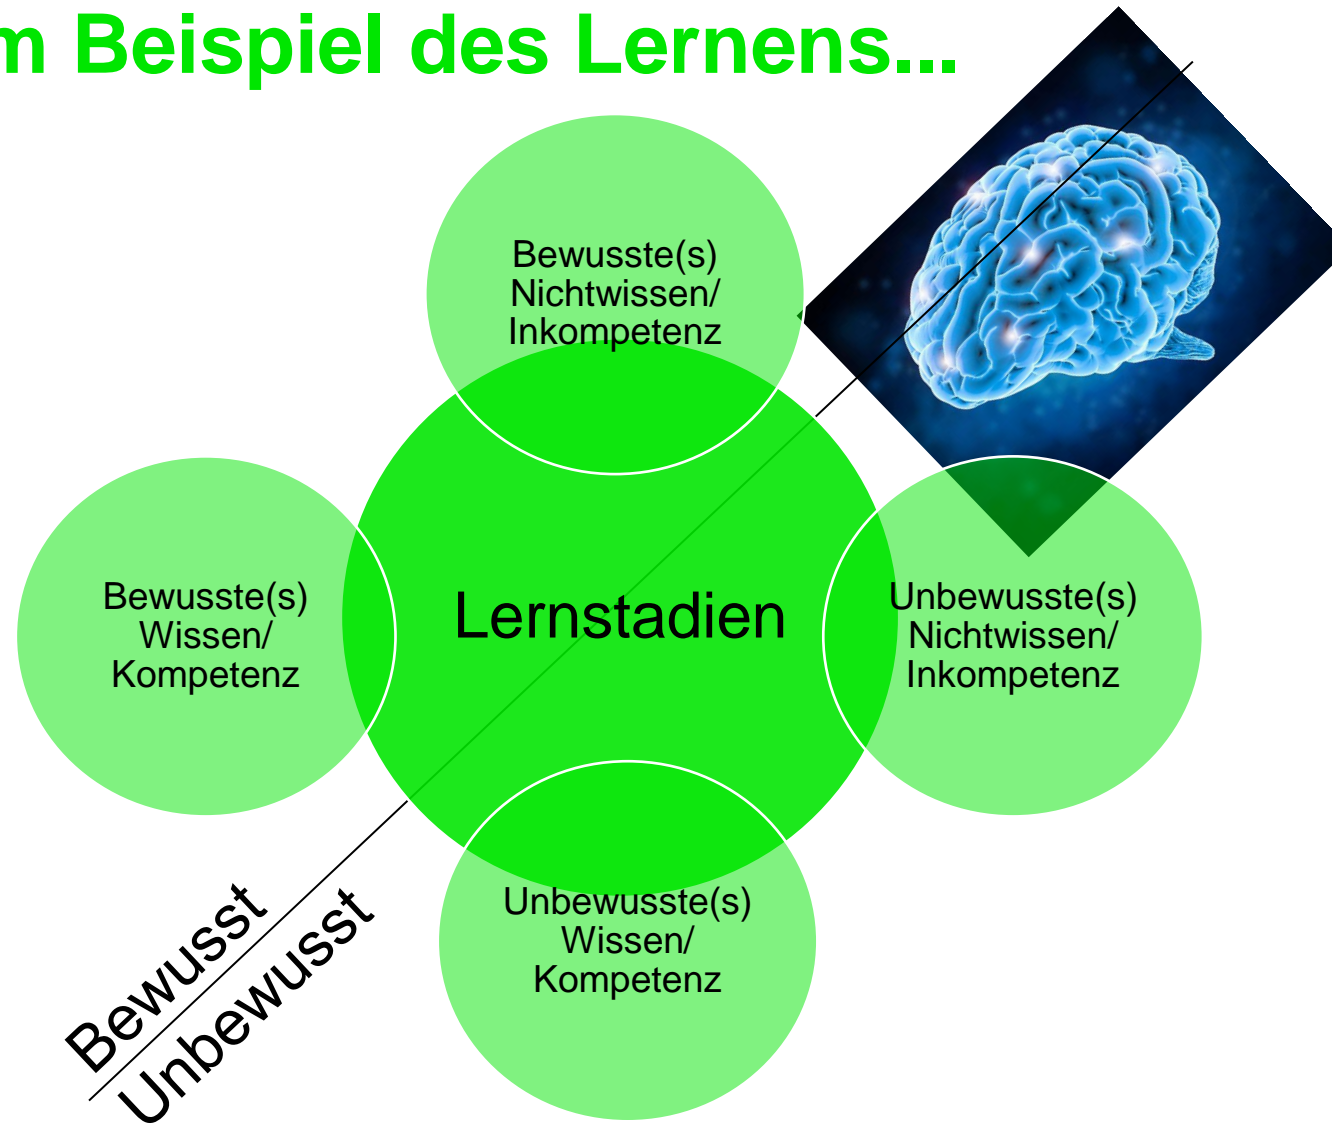 m Beispiel des Lernens...
Bewusste(s)
Nichtwissen/
Inkompetenz
Bewusste(s)
Wissen/
Kompetenz
Lernstadien
Unbewusste(s)
Nichtwissen/
Inkompetenz
Unbewusste(s)
Wissen/
Kompetenz
Bewusst
Unbewusst